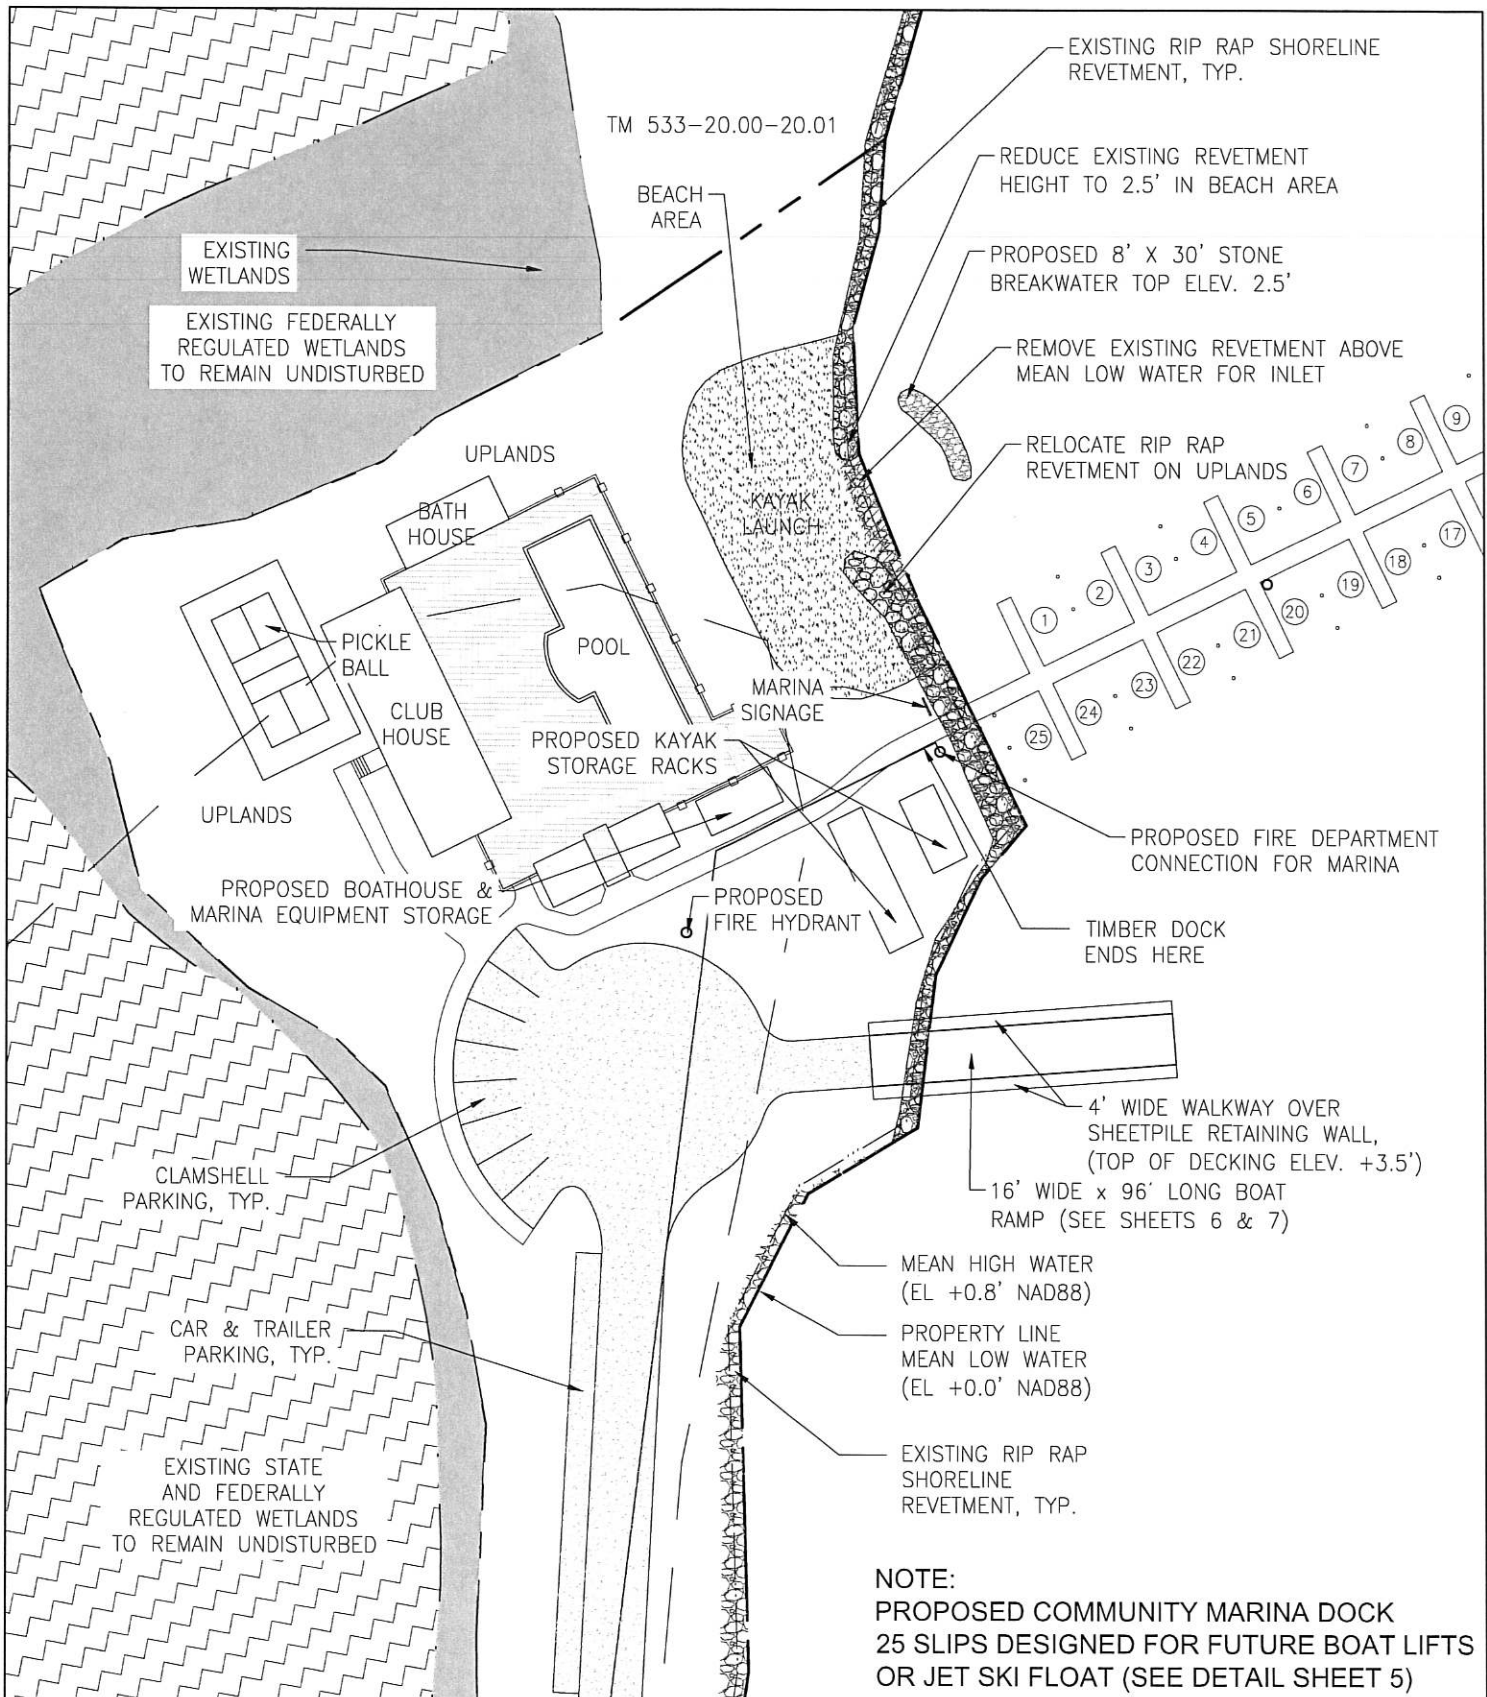 EXISTING RIP RAP SHORELINE
REVETMENT, TYP.
TM 533-20.00-20.01
REDUCE EXISTING REVETMENT
HEIGHT TO 2.5' IN BEACH AREA
BEACH
AREA
EXISTING
WETLANDS
PROPOSED 8' X 30' STONE
BREAKWATER TOP ELEV. 2.5'
EXISTING FEDERALLY
REGULATED WETLANDS
TO REMAIN UNDISTURBED
REMOVE EXISTING REVETMENT ABOVE
MEAN LOW WATER FOR INLET
RELOCATE RIP RAP
REVETMENT ON UPLANDS
UPLANDS
BATH
HOUSE
KAYAK
LAUNCH
1
2
3
4
5
6
7
8
9
17
18
19
20
21
22
23
24
25
PICKLE
BALL
POOL
CLUB
HOUSE
MARINA
SIGNAGE
PROPOSED KAYAK
STORAGE RACKS
UPLANDS
PROPOSED FIRE DEPARTMENT
CONNECTION FOR MARINA
PROPOSED BOATHOUSE &
MARINA EQUIPMENT STORAGE
PROPOSED
FIRE HYDRANT
TIMBER DOCK
ENDS HERE
4' WIDE WALKWAY OVER
SHEETPILE RETAINING WALL,
(TOP OF DECKING ELEV. +3.5')
CLAMSHELL
PARKING, TYP.
16' WIDE x 96' LONG BOAT
RAMP (SEE SHEETS 6 & 7)
MEAN HIGH WATER
(EL +0.8' NAD88)
CAR & TRAILER
PARKING, TYP.
PROPERTY LINE
MEAN LOW WATER
(EL +0.0' NAD88)
EXISTING RIP RAP
SHORELINE
REVETMENT, TYP.
EXISTING STATE
AND FEDERALLY
REGULATED WETLANDS
TO REMAIN UNDISTURBED
NOTE:
PROPOSED COMMUNITY MARINA DOCK
25 SLIPS DESIGNED FOR FUTURE BOAT LIFTS
OR JET SKI FLOAT (SEE DETAIL SHEET 5)